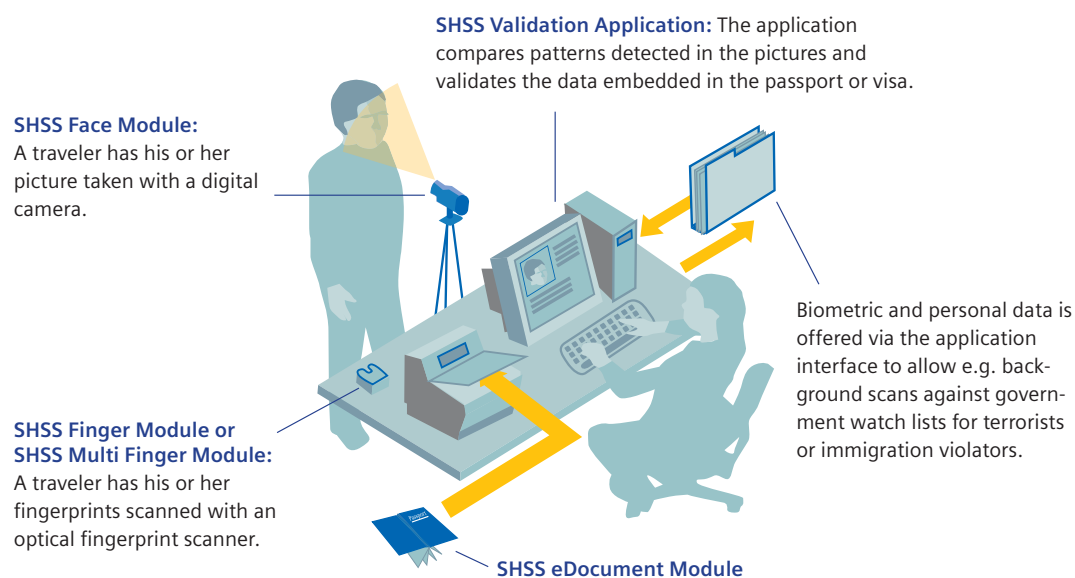 SHSS Validation Application: The application
compares patterns detected in the pictures and
validates the data embedded in the passport or visa.
SHSS Face Module:
A traveler has his or her
picture taken with a digital
camera.
Biometric and personal data is
offered via the application
interface to allow e.g. back-
ground scans against govern-
ment watch lists for terrorists
or immigration violators.
SHSS Finger Module or
SHSS Multi Finger Module:
A traveler has his or her
fingerprints scanned with an
optical fingerprint scanner.
Passport
SHSS eDocument Module